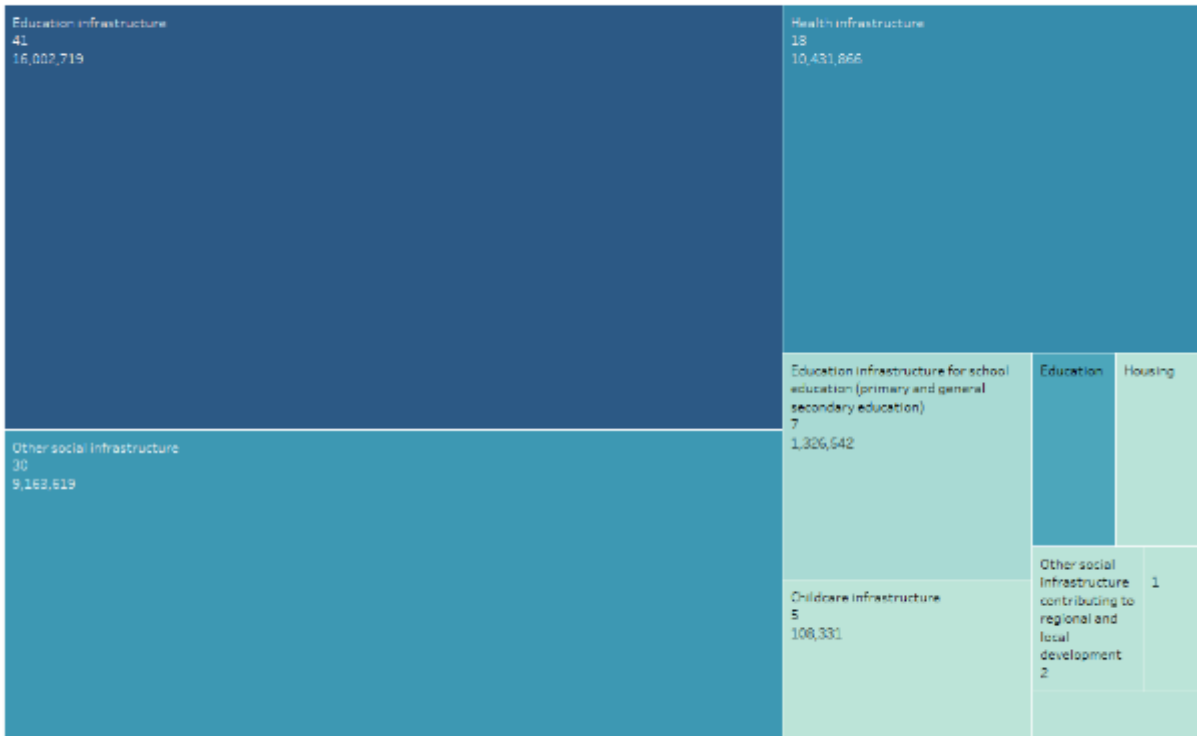 Education infrastructure
41
16,002,719
Health infrastructure
18
10,431,866
Education infrastructure for school
education (primary and general
secondary education)
7
1,326,542
Education
Housing
Other social infrastructure
30
9,163,619
Childcare infrastructure
5
108,331
Other social
infrastructure
contributing to
regional and
local
development
2
1